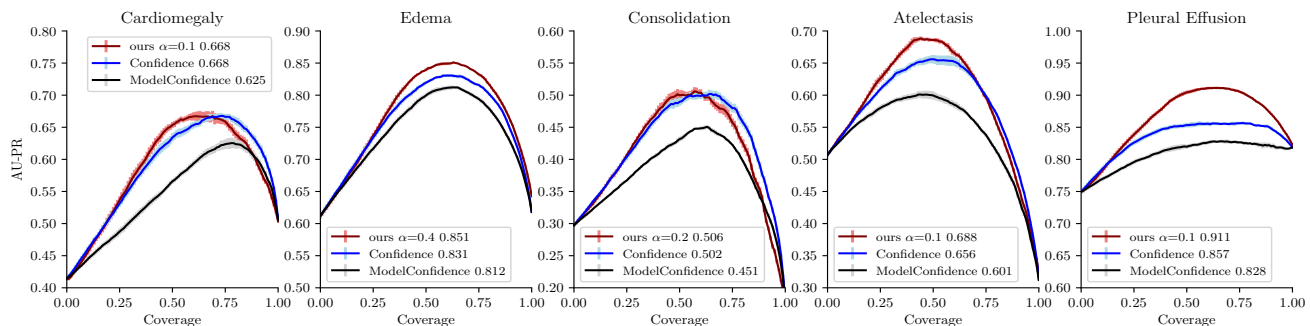 Cardiomegaly
0.80
0.75
0.70
0.65
0.60
0.55
0.50
0.45
0.40
AU-PR
ours α=0.1 0.668
Confidence 0.668
ModelConfidence 0.625
0.00 0.25 0.50 0.75 1.00
Coverage
Edema
0.90
0.85
0.80
0.75
0.70
0.65
0.60
0.55
0.50
ours α=0.4 0.851
Confidence 0.831
ModelConfidence 0.812
0.00 0.25 0.50 0.75 1.00
Coverage
Consolidation
0.60
0.55
0.50
0.45
0.40
0.35
0.30
0.25
0.20
ours α=0.2 0.506
Confidence 0.502
ModelConfidence 0.451
0.00 0.25 0.50 0.75 1.00
Coverage
Atelectasis
0.70
0.65
0.60
0.55
0.50
0.45
0.40
0.35
0.30
ours α=0.1 0.688
Confidence 0.656
ModelConfidence 0.601
0.00 0.25 0.50 0.75 1.00
Coverage
Pleural Effusion
1.00
0.95
0.90
0.85
0.80
0.75
0.70
0.65
0.60
ours α=0.1 0.911
Confidence 0.857
ModelConfidence 0.828
0.00 0.25 0.50 0.75 1.00
Coverage